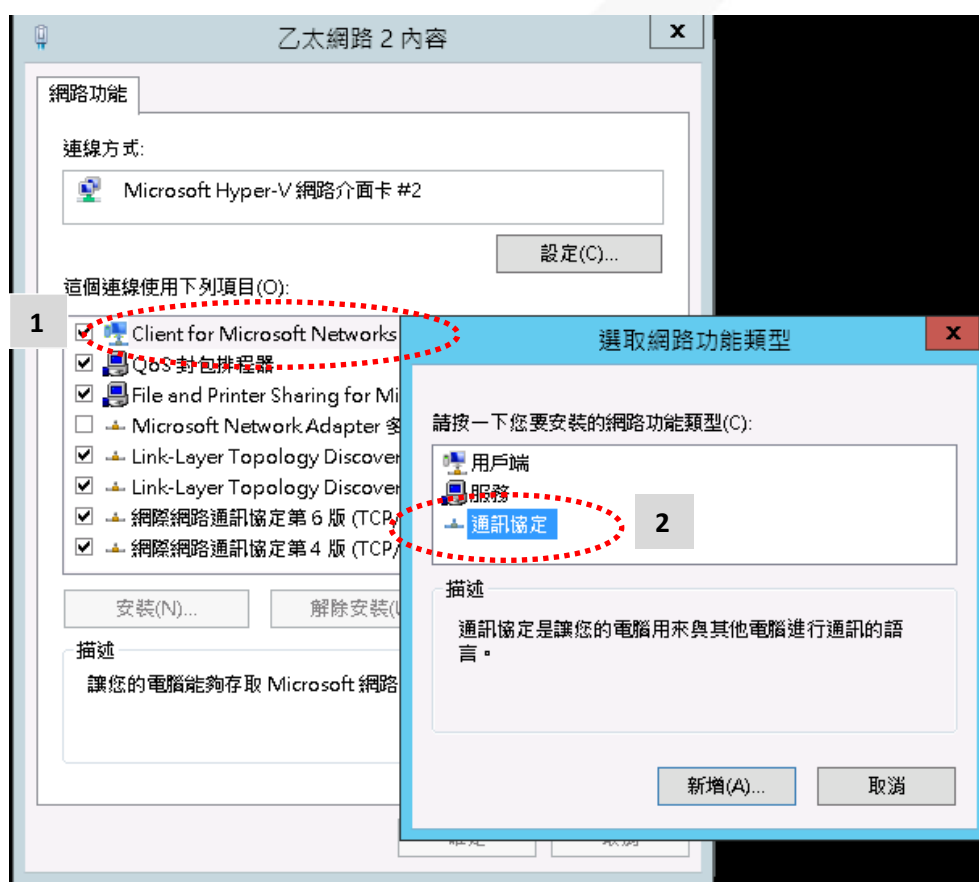 乙太網路 2 內容
x
網路功能
連線方式:
Microsoft Hyper-V 網路介面卡 #2
設定(C)...
這個連線使用下列項目(O):
1
Client for Microsoft Networks
QoS 封包排程器
File and Printer Sharing for Mi
Microsoft Network Adapter 多
Link-Layer Topology Discover
Link-Layer Topology Discover
網際網路通訊協定第 6 版 (TCP/
網際網路通訊協定第 4 版 (TCP/
安裝(N)...
解除安裝(U
描述
讓您的電腦能夠存取 Microsoft 網路
選取網路功能類型
x
請按一下您要安裝的網路功能類型(C):
用戶端
服務
通訊協定
2
描述
通訊協定是讓您的電腦用來與其他電腦進行通訊的語
言。
新增(A)...
取消